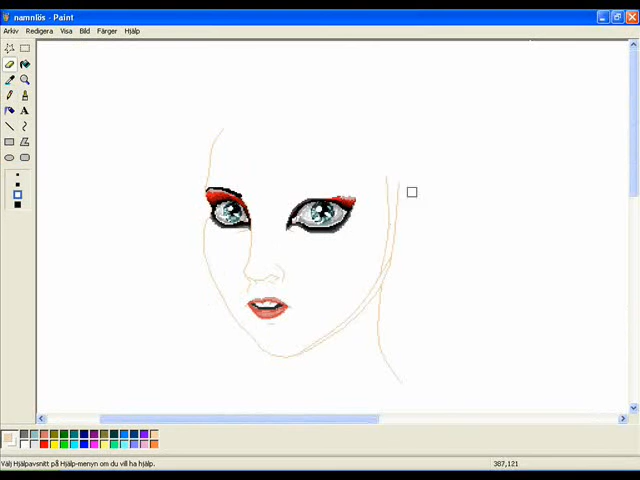 namnlös - Paint
Arkiv Redigera Visa Bild Färger Hjälp
A
Välj Hjälpavsnitt på Hjälp-menyn om du vill ha hjälp.
387,121